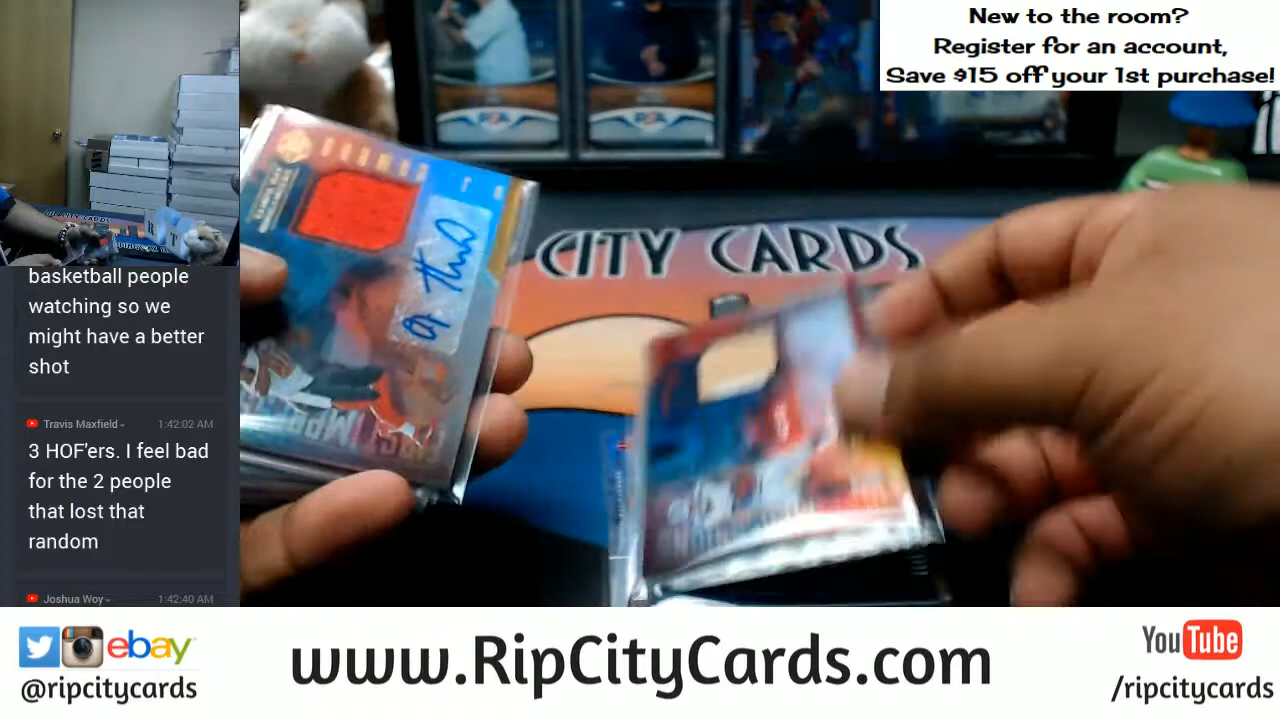 New to the room?
Register for an account,
Save $15 off your 1st purchase!
CITY CARDS
basketball people
watching so we
might have a better
shot
Travis Maxfield
1:42:02 AM
3 HOF'ers. I feel bad
for the 2 people
that lost that
random
Joshua Woy
1:42:40 AM
ebay
@ripcitycards
www.RipCityCards.com
YouTube
/ripcitycards